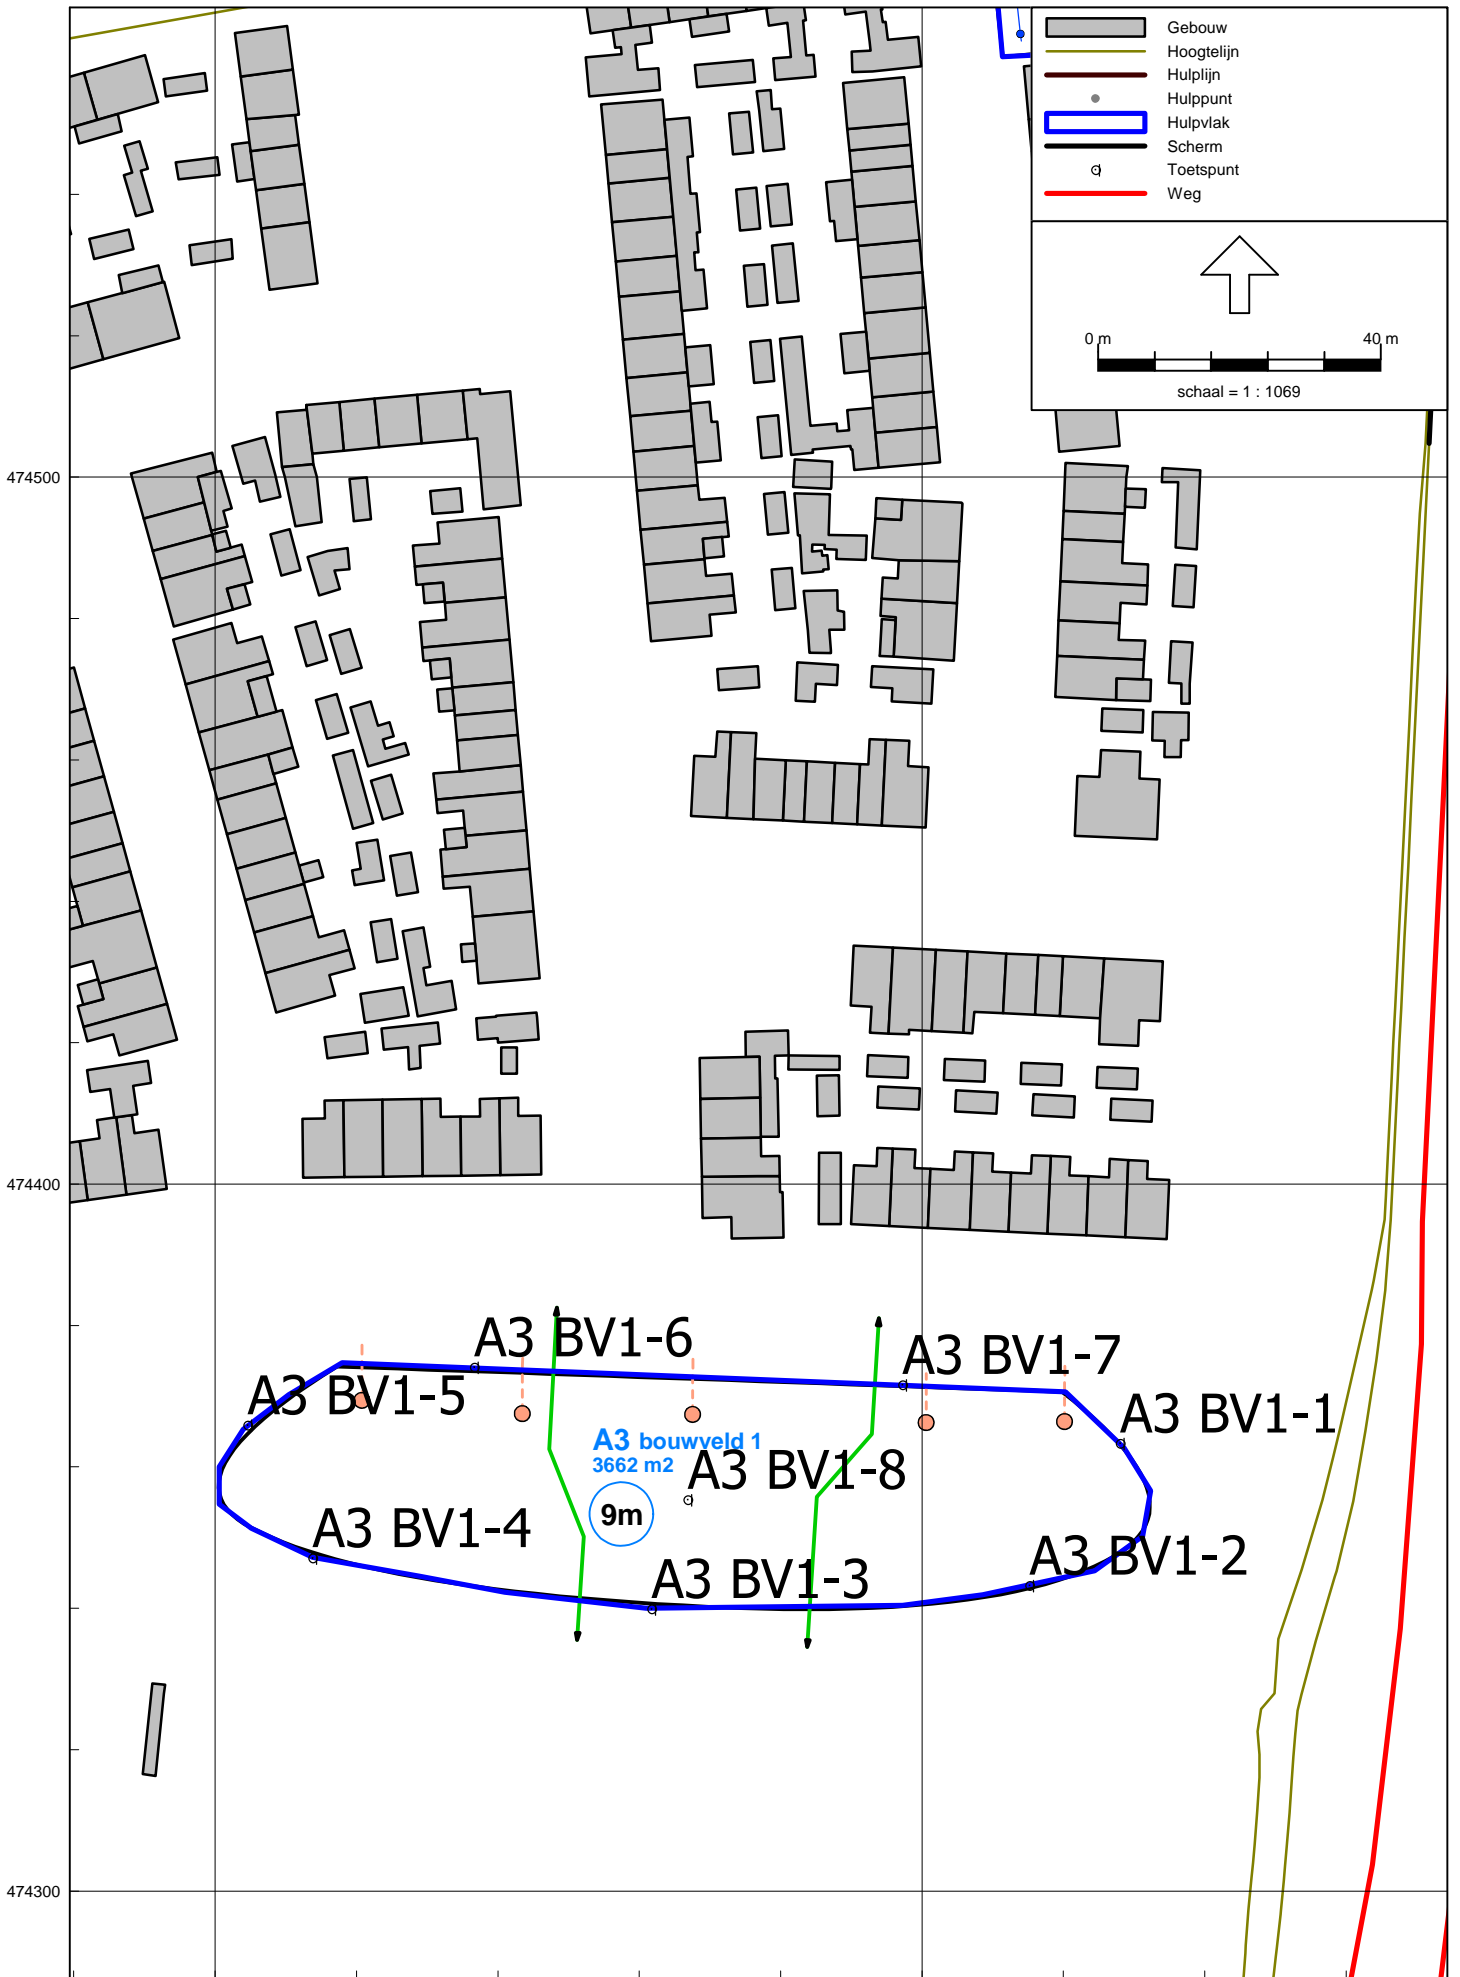 Gebouw
Hoogtelijn
Hulplijn
Hulppunt
Hulpvlak
Scherm
Toetspunt
Weg
0 m
40 m
schaal = 1 : 1069
474500
474400
A3 BV1-6
A3 BV1-7
A3 BV1-5
A3 BV1-1
A3 bouwveld 1
3662 m2
A3 BV1-8
9m
A3 BV1-4
A3 BV1-2
A3 BV1-3
474300